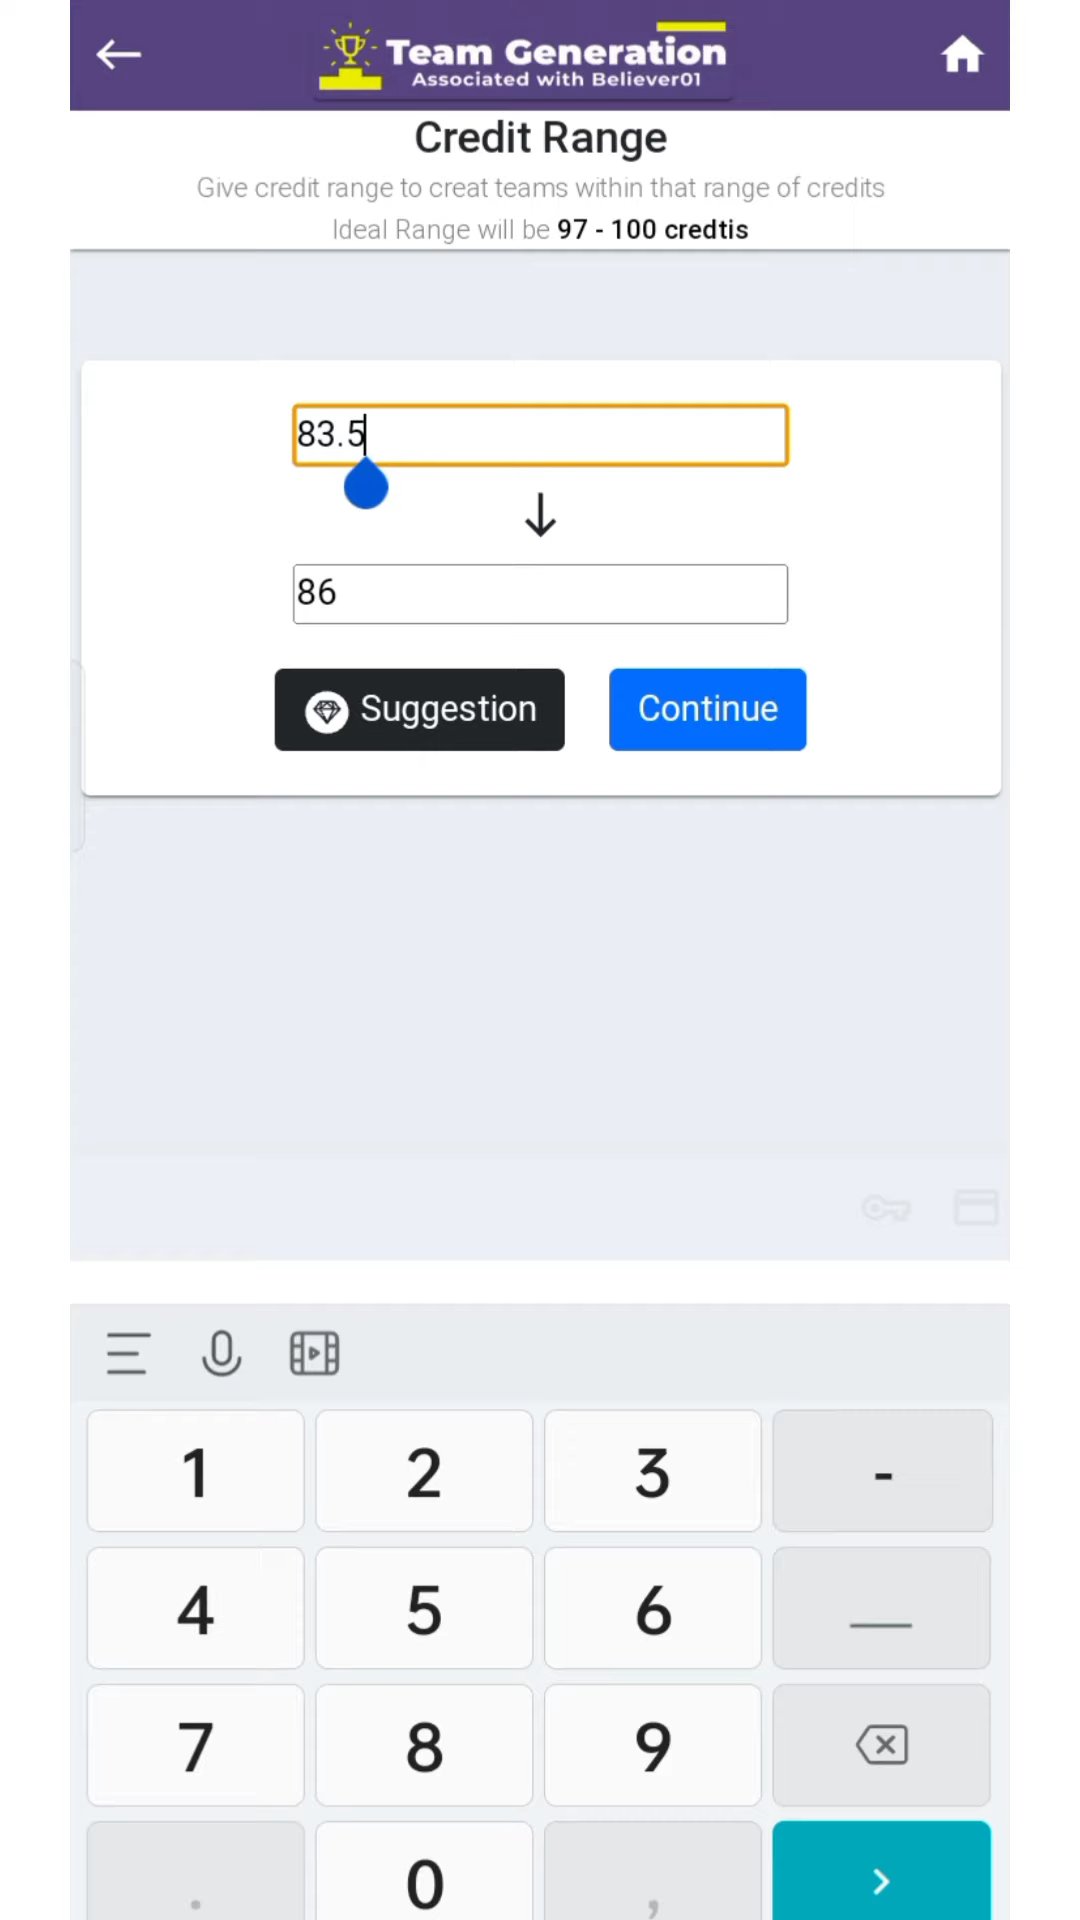 Team Generation
Associated with Believer01
Credit Range
Give credit range to creat teams within that range of credits
Ideal Range will be 97 - 100 credtis
83.5
86
Suggestion
Continue
1 2 3 -
4 5 6
7 8 9
. 0 ,